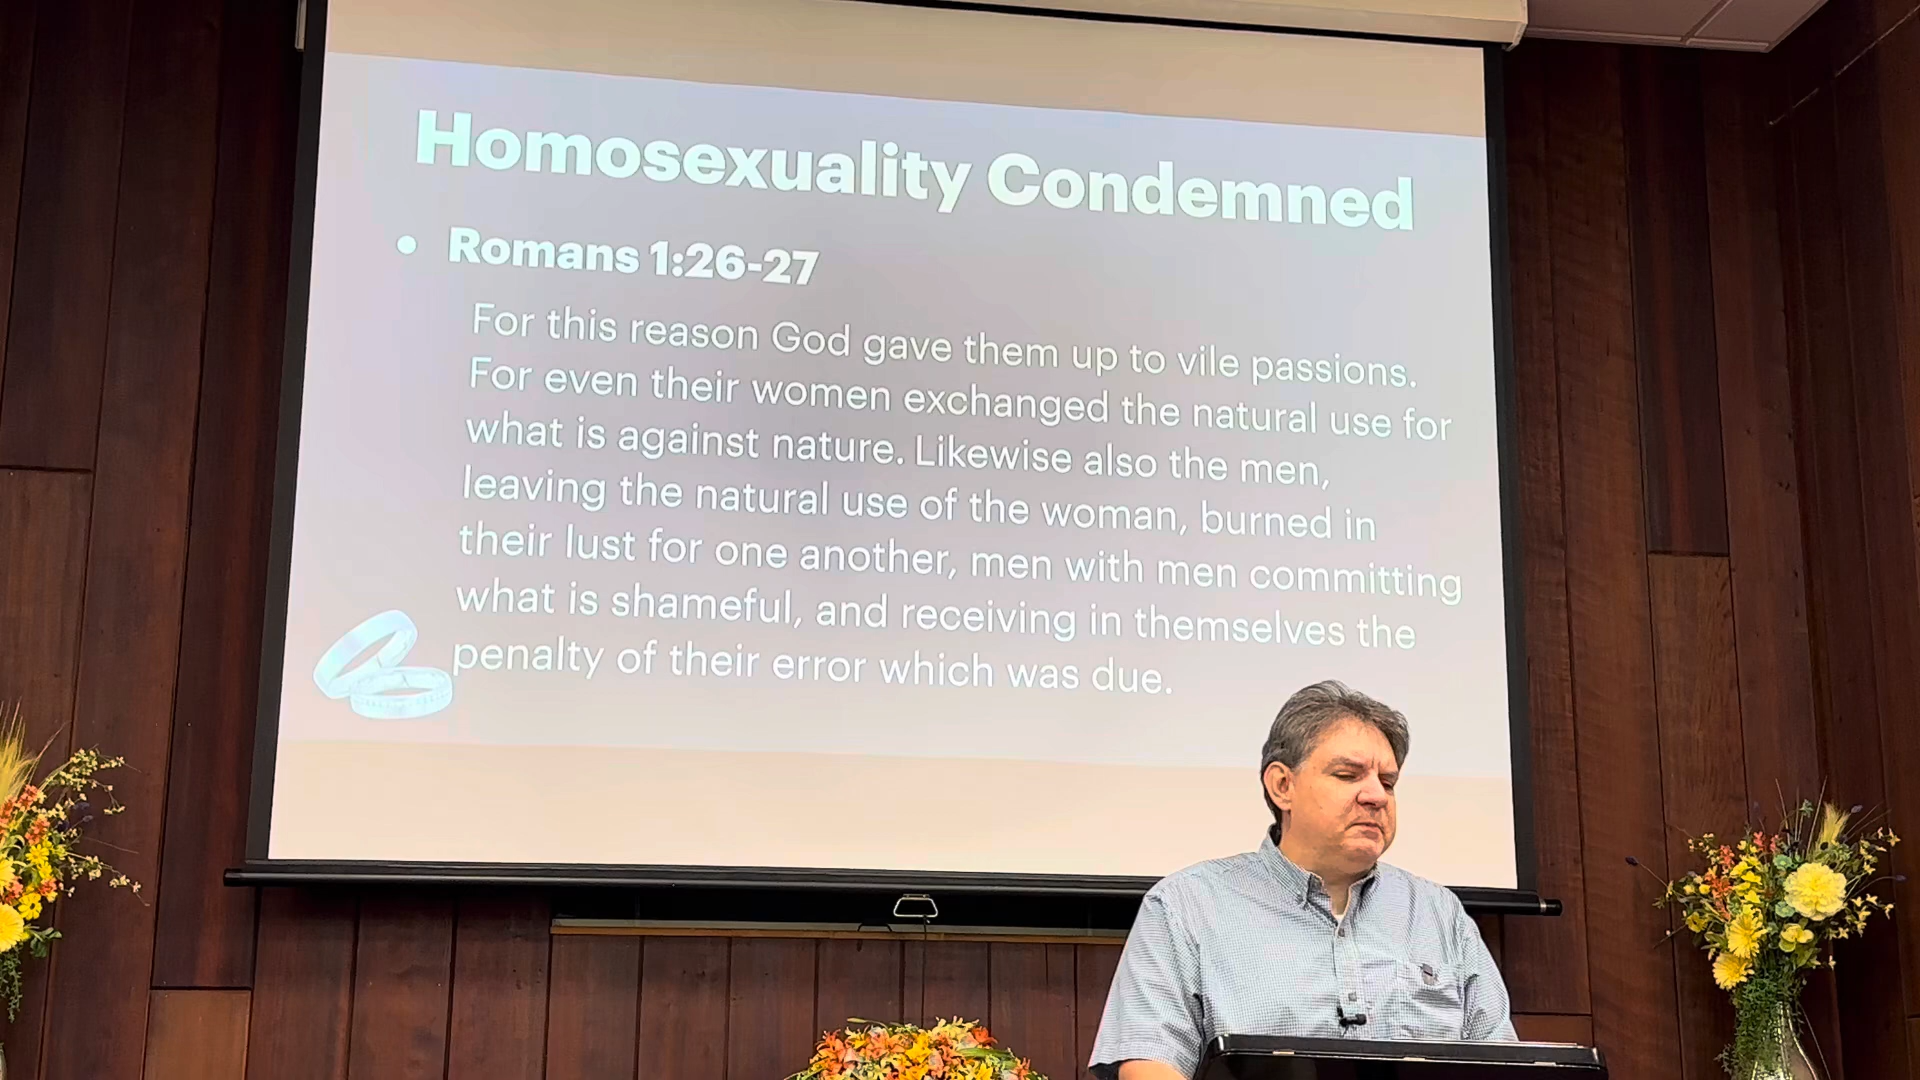 Homosexuality Condemned
• Romans 1:26-27
For this reason God gave them up to vile passions.
For even their women exchanged the natural use for
what is against nature. Likewise also the men,
leaving the natural use of the woman, burned in
their lust for one another, men with men committing
what is shameful, and receiving in themselves the
penalty of their error which was due.